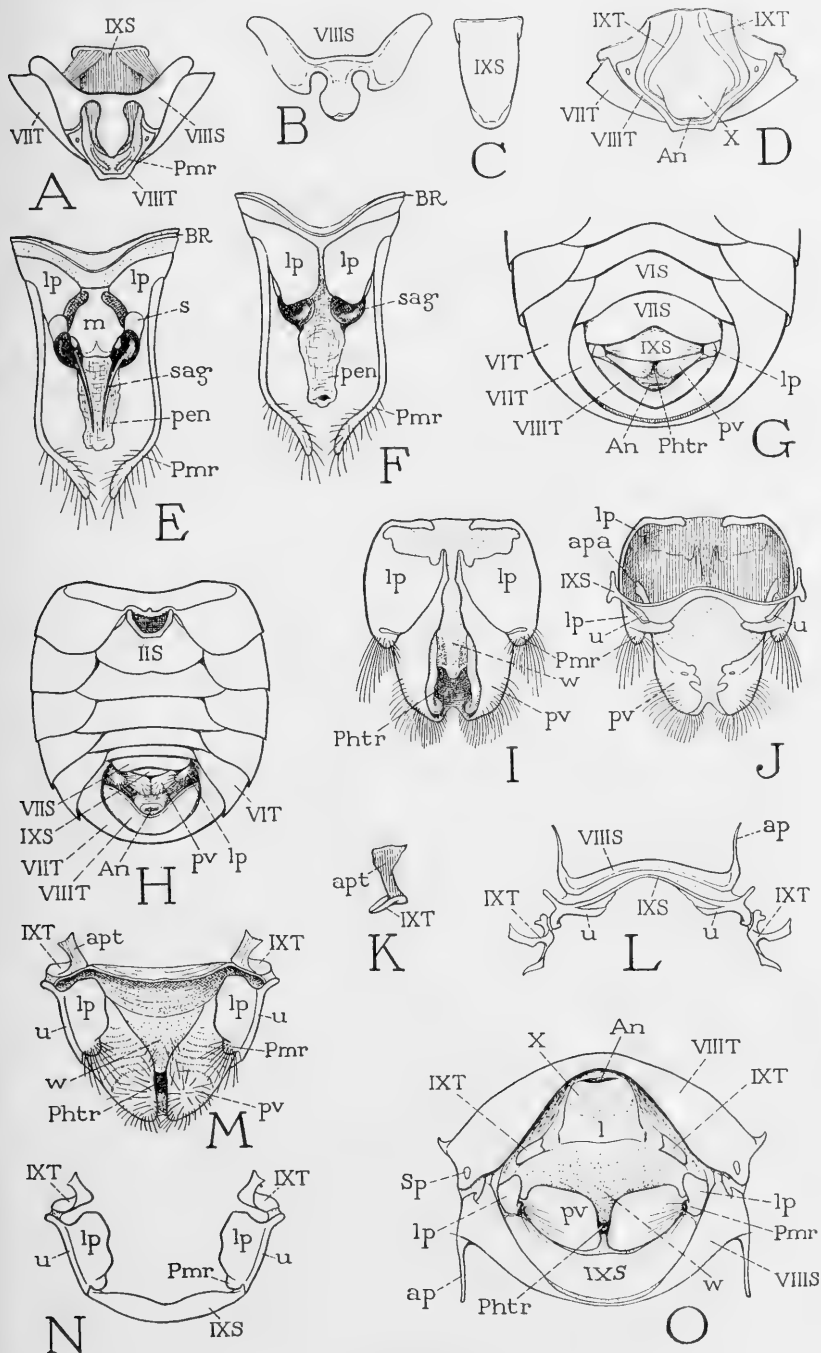 IXS
VIIT
VIIIS
Pmr
VIIIT
A
VIIIS
B
IXS
C
IXT
IXT
VIIT
VIIIT
An
X
D
BR
lp
lp
m
s
sag
pen
Pmr
E
BR
lp
lp
sag
pen
Pmr
F
VIS
VIIS
IXS
VIT
VIIT
VIIIT
An
Phtr
pv
lp
G
IIS
VIIS
IXS
VIIT
VIIIT
An
pv
lp
VIT
H
lp
lp
Pmr
w
Phtr
pv
I
lp
apa
IXS
lp
u
u
Pmr
pv
J
apt
IXT
K
ap
VIIIS
IXS
IXT
IXT
u
u
L
IXT
apt
IXT
lp
lp
u
u
w
Pmr
Phtr
pv
M
IXT
IXT
lp
lp
u
u
Pmr
IXS
N
An
X
VIIIT
IXT
IXT
l
Sp
lp
lp
pv
Pmr
IXS
w
VIIIS
ap
Phtr
O